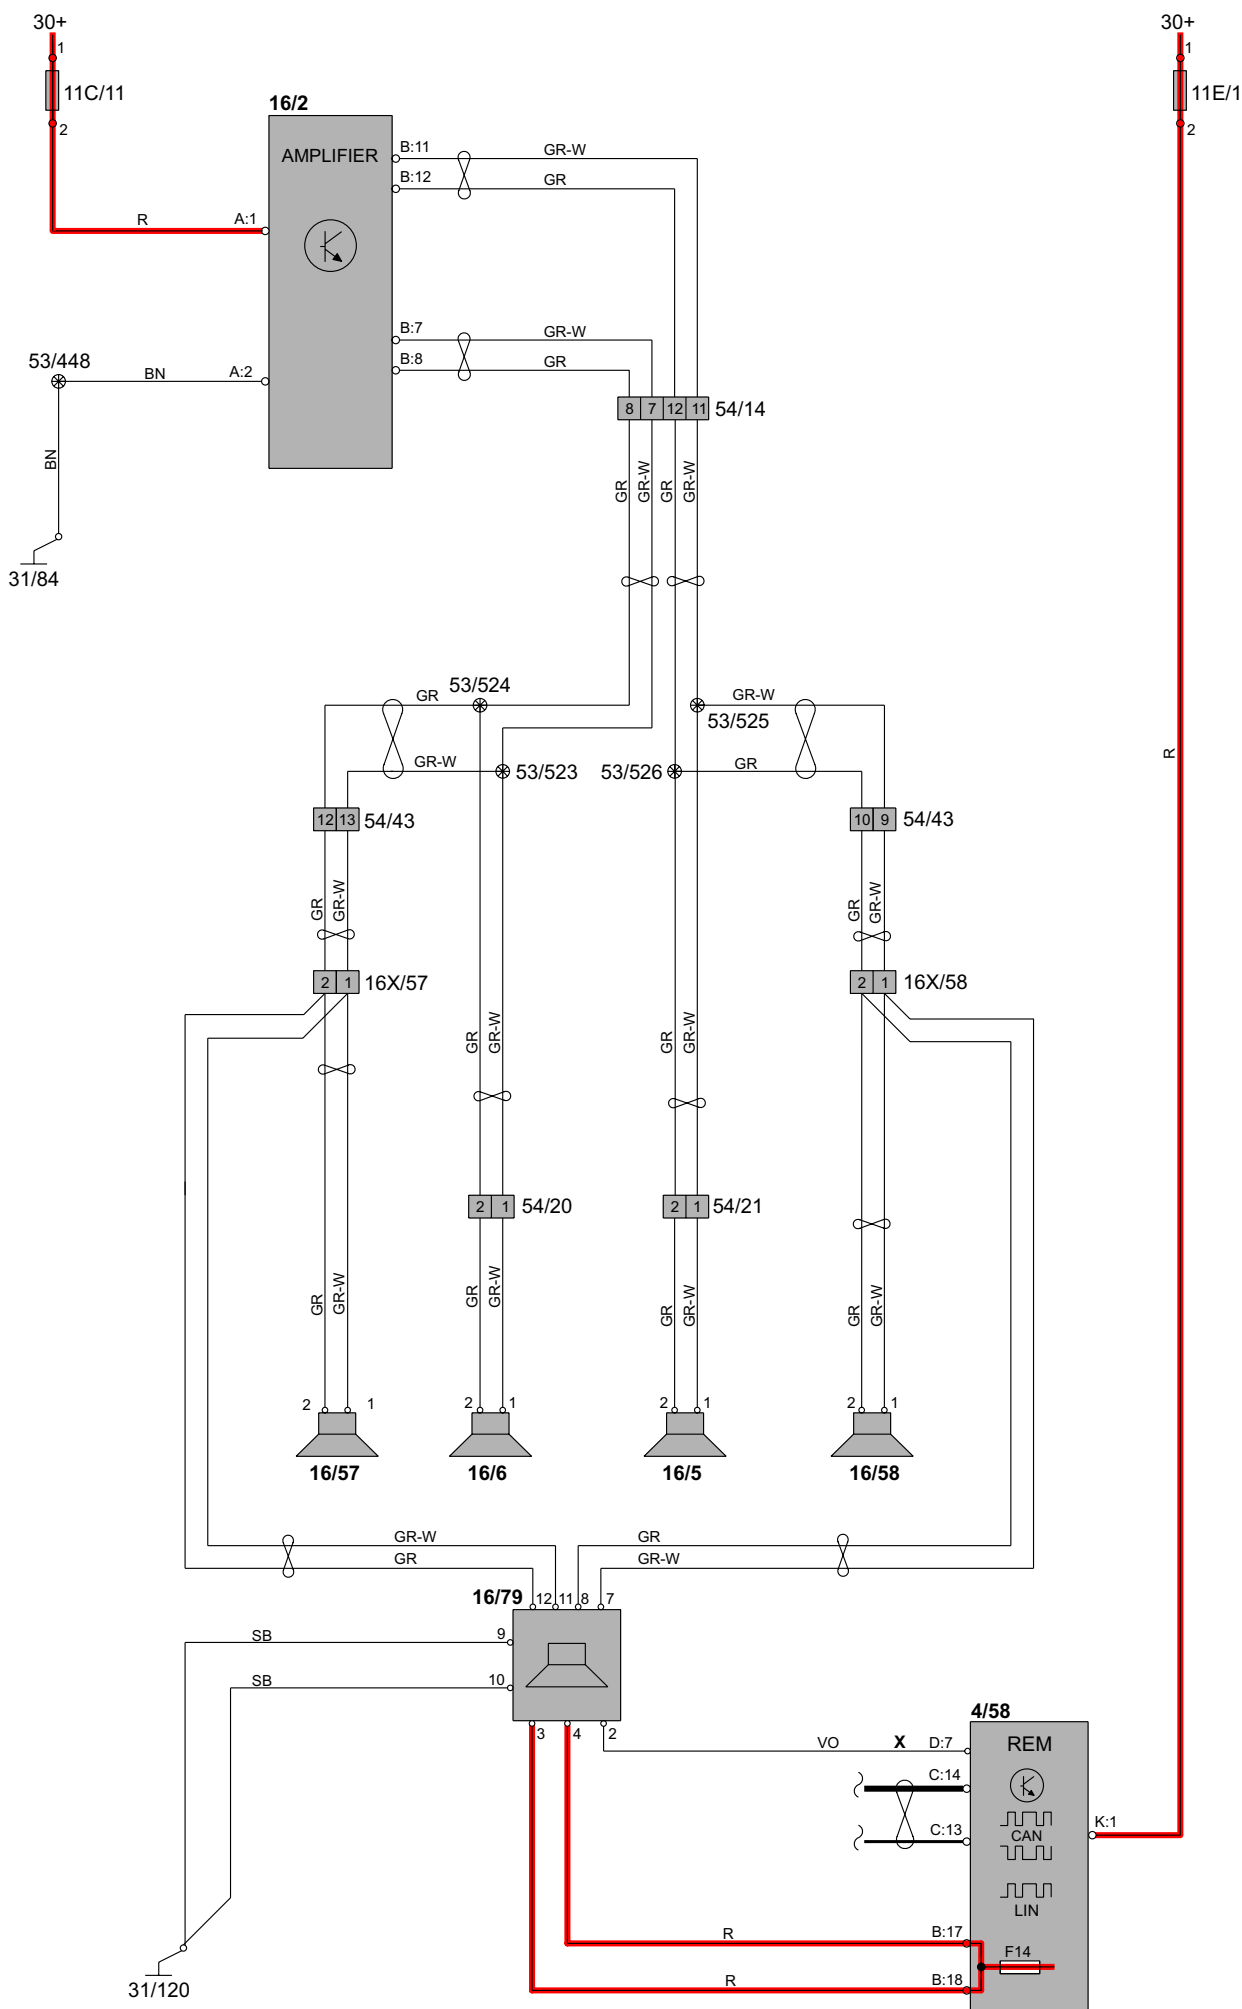 30+
30+
1
1
11C/11
11E/1
2
2
16/2
AMPLIFIER
B:11
GR-W
B:12
GR
R
A:1
B:7
GR-W
B:8
GR
53/448
BN
A:2
BN
8 7 12 11
54/14
GR
GR-W
GR
GR-W
31/84
53/524
GR
GR-W
53/525
GR-W
53/523
53/526
GR
R
12 13
54/43
10 9
54/43
GR
GR-W
GR
GR-W
2 1
16X/57
2 1
16X/58
GR
GR-W
GR
GR-W
2 1
54/20
2 1
54/21
GR
GR-W
GR
GR-W
GR
GR-W
GR
GR-W
2 1
2 1
2 1
2 1
16/57
16/6
16/5
16/58
GR-W
GR
GR
GR-W
16/79
12 11 8 7
SB
9
SB
10
3 4 2
4/58
VO
X
D:7
REM
C:14
C:13
CAN
K:1
LIN
R
B:17
F14
R
B:18
31/120